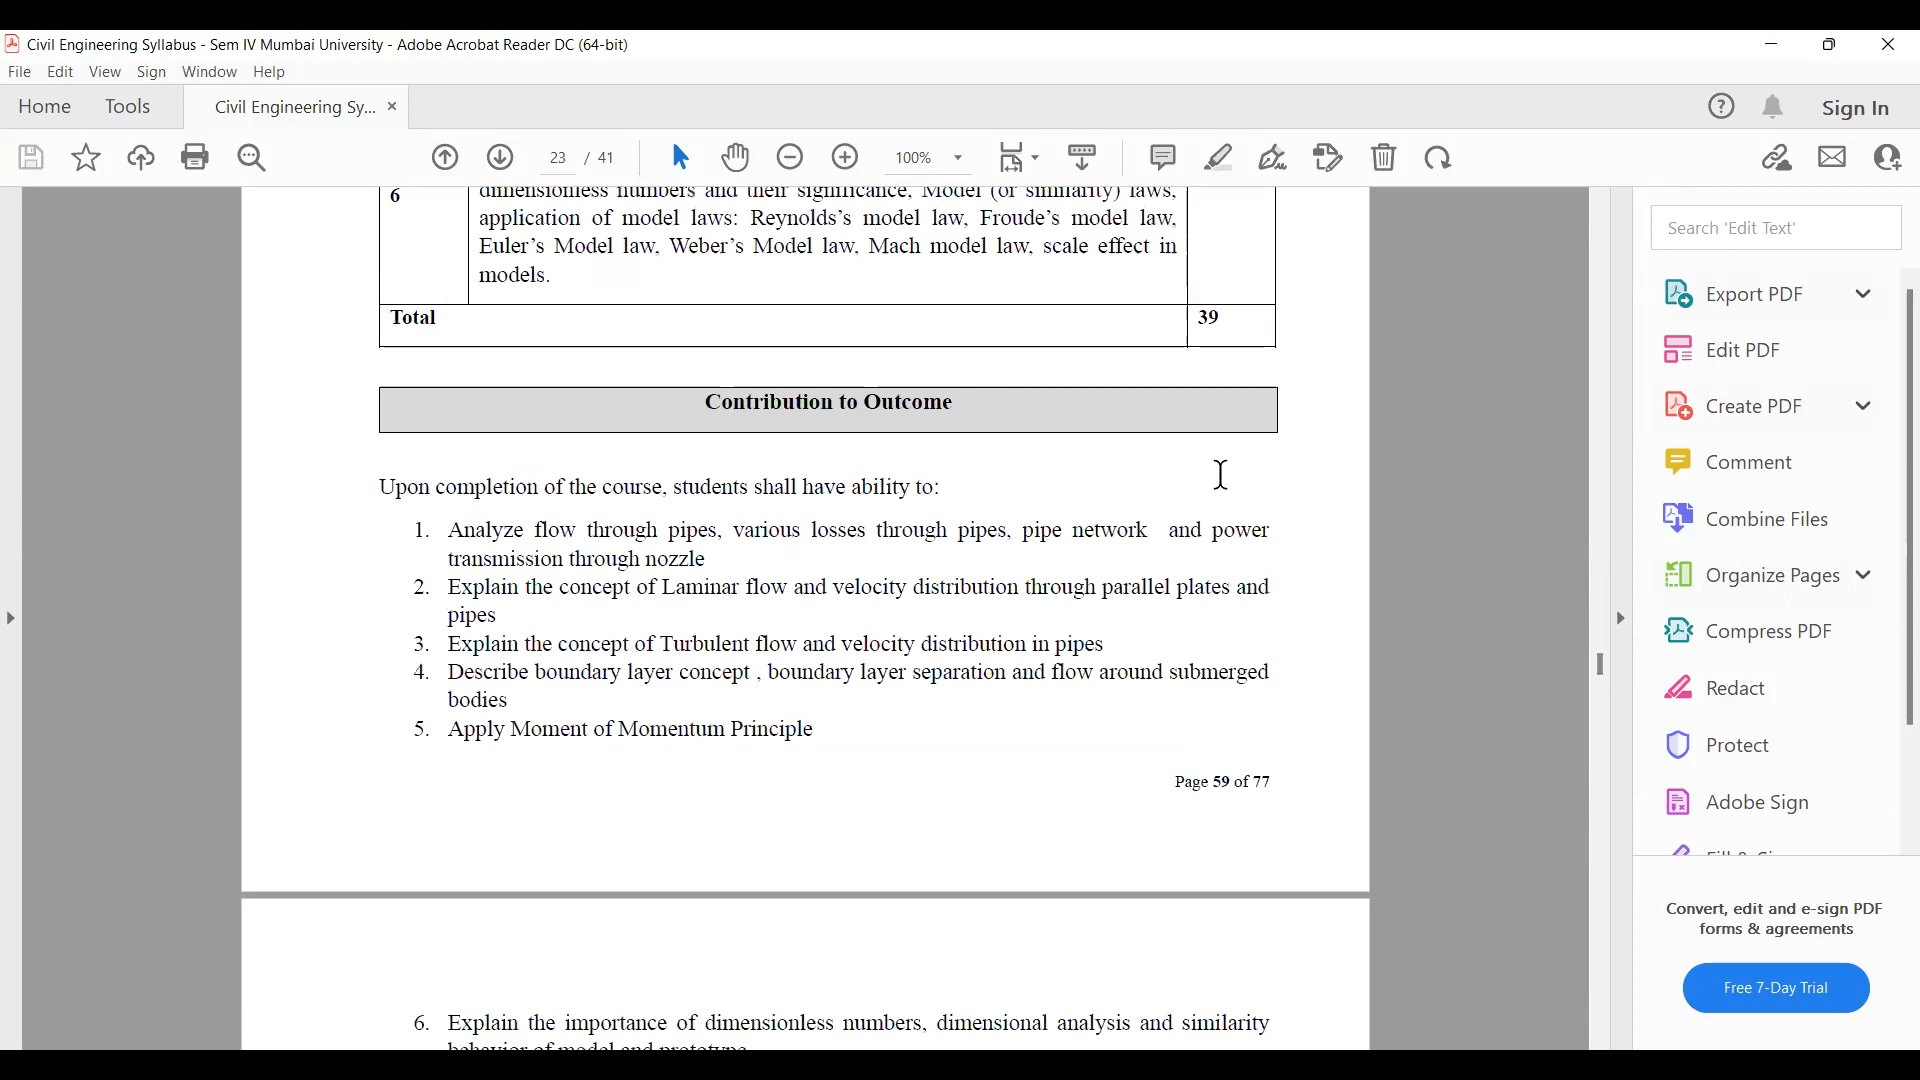 Civil Engineering Syllabus - Sem IV Mumbai University - Adobe Acrobat Reader DC (64-bit)
File Edit View Sign Window Help
Home Tools Civil Engineering Sy... Sign In
23 / 41 100%
Search 'Edit Text'
6 dimensionless numbers and their significance, Model (or similarity) laws,
application of model laws: Reynolds's model law, Froude's model law,
Euler's Model law, Weber's Model law, Mach model law, scale effect in
models.
Total 39
Contribution to Outcome
Upon completion of the course, students shall have ability to:
1. Analyze flow through pipes, various losses through pipes, pipe network and power
transmission through nozzle
2. Explain the concept of Laminar flow and velocity distribution through parallel plates and
pipes
3. Explain the concept of Turbulent flow and velocity distribution in pipes
4. Describe boundary layer concept , boundary layer separation and flow around submerged
bodies
5. Apply Moment of Momentum Principle
Page 59 of 77
6. Explain the importance of dimensionless numbers, dimensional analysis and similarity
behavior of model and prototype
Export PDF
Edit PDF
Create PDF
Comment
Combine Files
Organize Pages
Compress PDF
Redact
Protect
Adobe Sign
Convert, edit and e-sign PDF
forms & agreements
Free 7-Day Trial